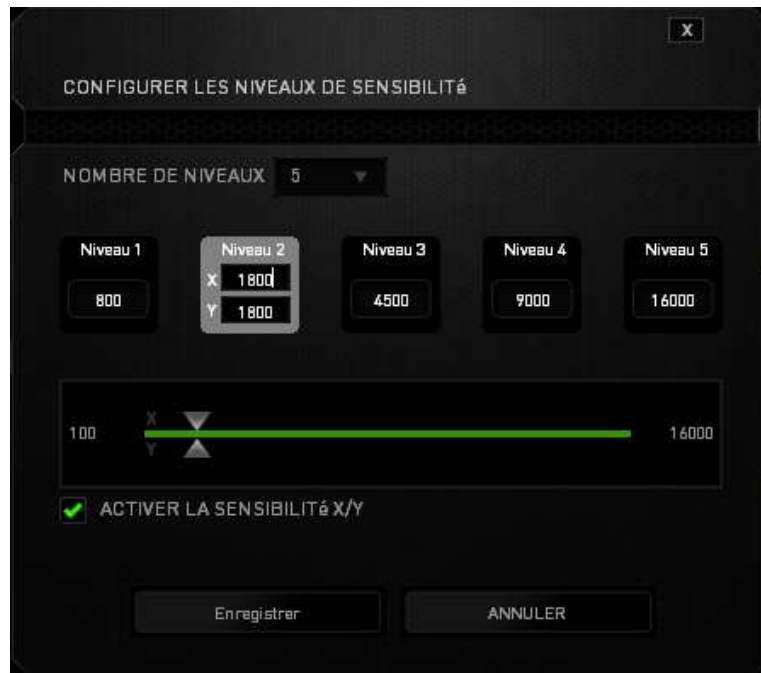 X
CONFIGURER LES NIVEAUX DE SENSIBILITé
NOMBRE DE NIVEAUX 5
Niveau 1 Niveau 2 Niveau 3 Niveau 4 Niveau 5
X 1800
800 4500 9000 16000
Y 1800
X
100 16000
Y
ACTIVER LA SENSIBILITé X/Y
Enregistrer ANNULER